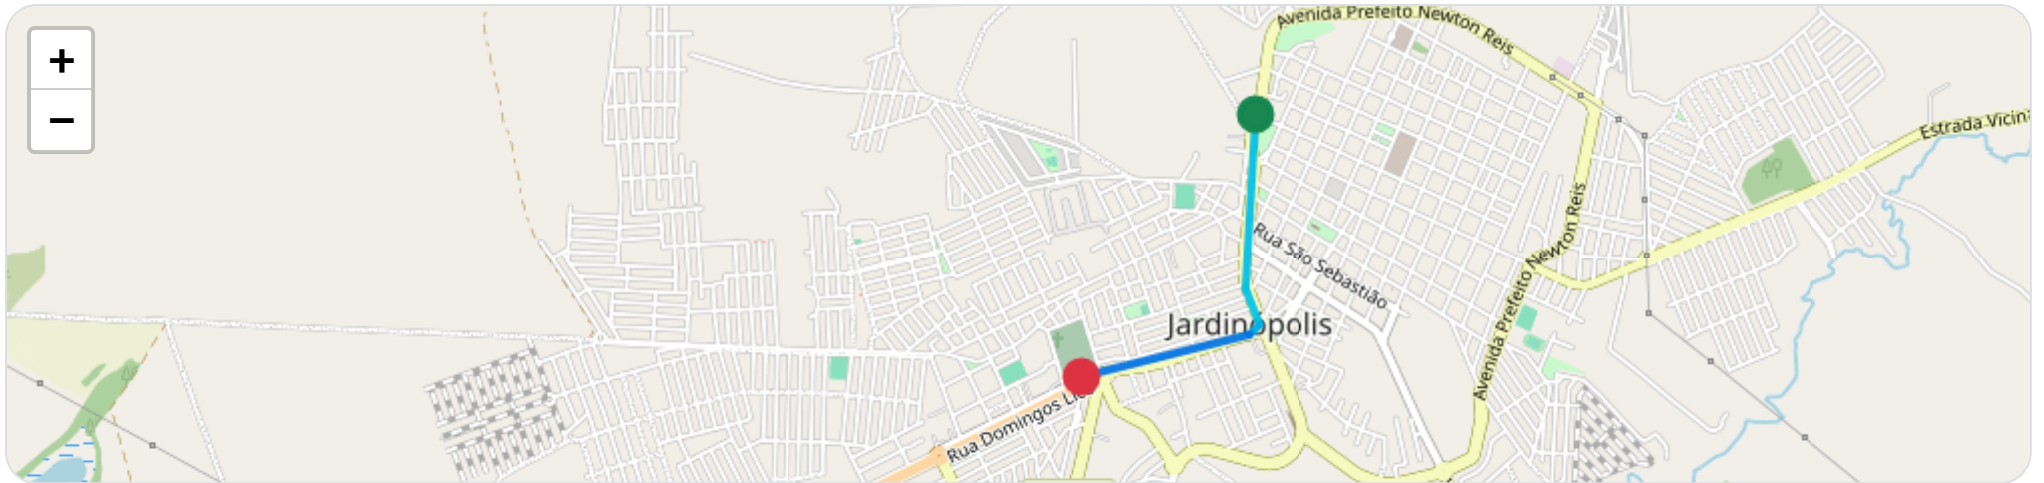 +
−
Avenida Prefeito Newton Reis
Estrada Vicin
Avenida Prefeito Newton Reis
Rua São Sebastião
Jardinópolis
Rua Domingos